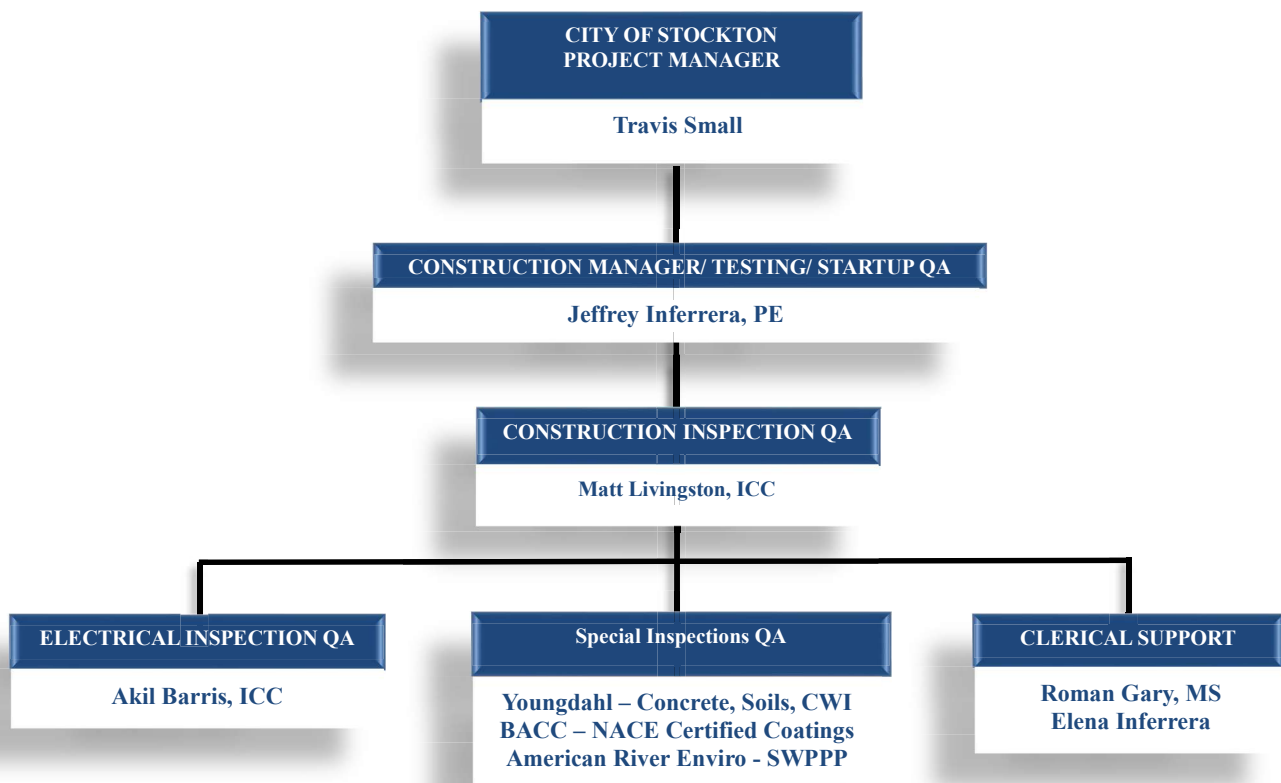 CITY OF STOCKTON
PROJECT MANAGER
Travis Small
CONSTRUCTION MANAGER/ TESTING/ STARTUP QA
Jeffrey Inferrera, PE
CONSTRUCTION INSPECTION QA
Matt Livingston, ICC
ELECTRICAL INSPECTION QA
Akil Barris, ICC
Special Inspections QA
Youngdahl – Concrete, Soils, CWI
BACC – NACE Certified Coatings
American River Enviro - SWPPP
CLERICAL SUPPORT
Roman Gary, MS
Elena Inferrera